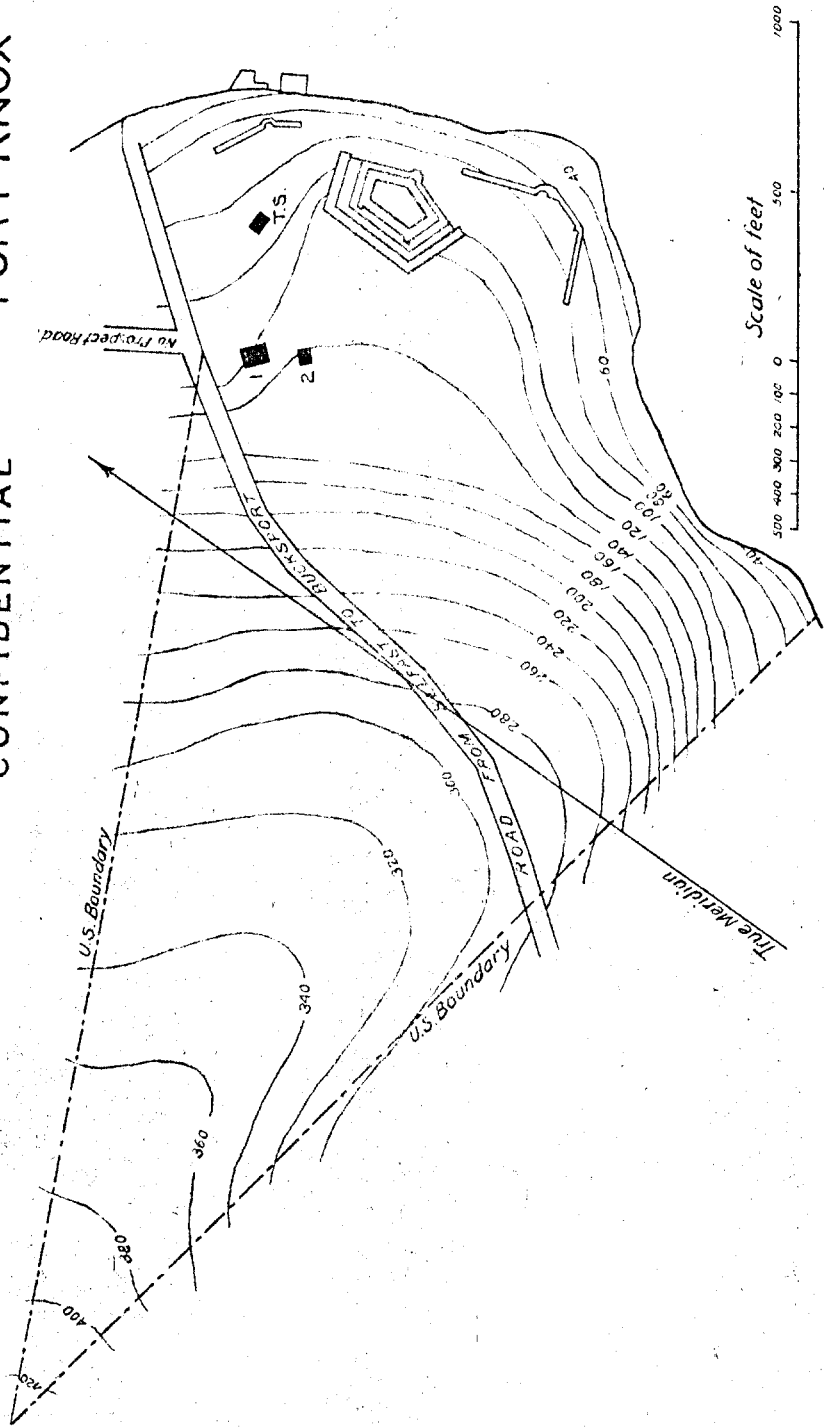 CONFIDENTIAL FORT KNOX
No Prospect Road.
T.S.
1
2
ROAD FROM BELFAST TO BUCKSPORT
U.S. Boundary
U.S. Boundary
True Meridian
420
400
380
360
340
320
300
280
260
240
220
200
180
160
140
120
100
80
60
40
60
40
Scale of feet
500 400 300 200 100 0 500 1000